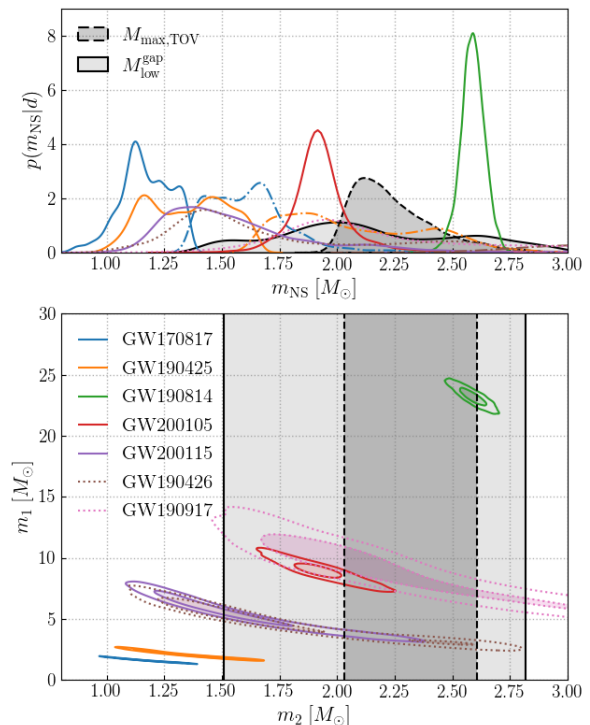 M_max,TOV
M_low^gap
p(m_NS|d)
8
6
4
2
0
1.00 1.25 1.50 1.75 2.00 2.25 2.50 2.75 3.00
m_NS [M_⊙]
GW170817
GW190425
GW190814
GW200105
GW200115
GW190426
GW190917
m_1 [M_⊙]
30
25
20
15
10
5
0
1.00 1.25 1.50 1.75 2.00 2.25 2.50 2.75 3.00
m_2 [M_⊙]